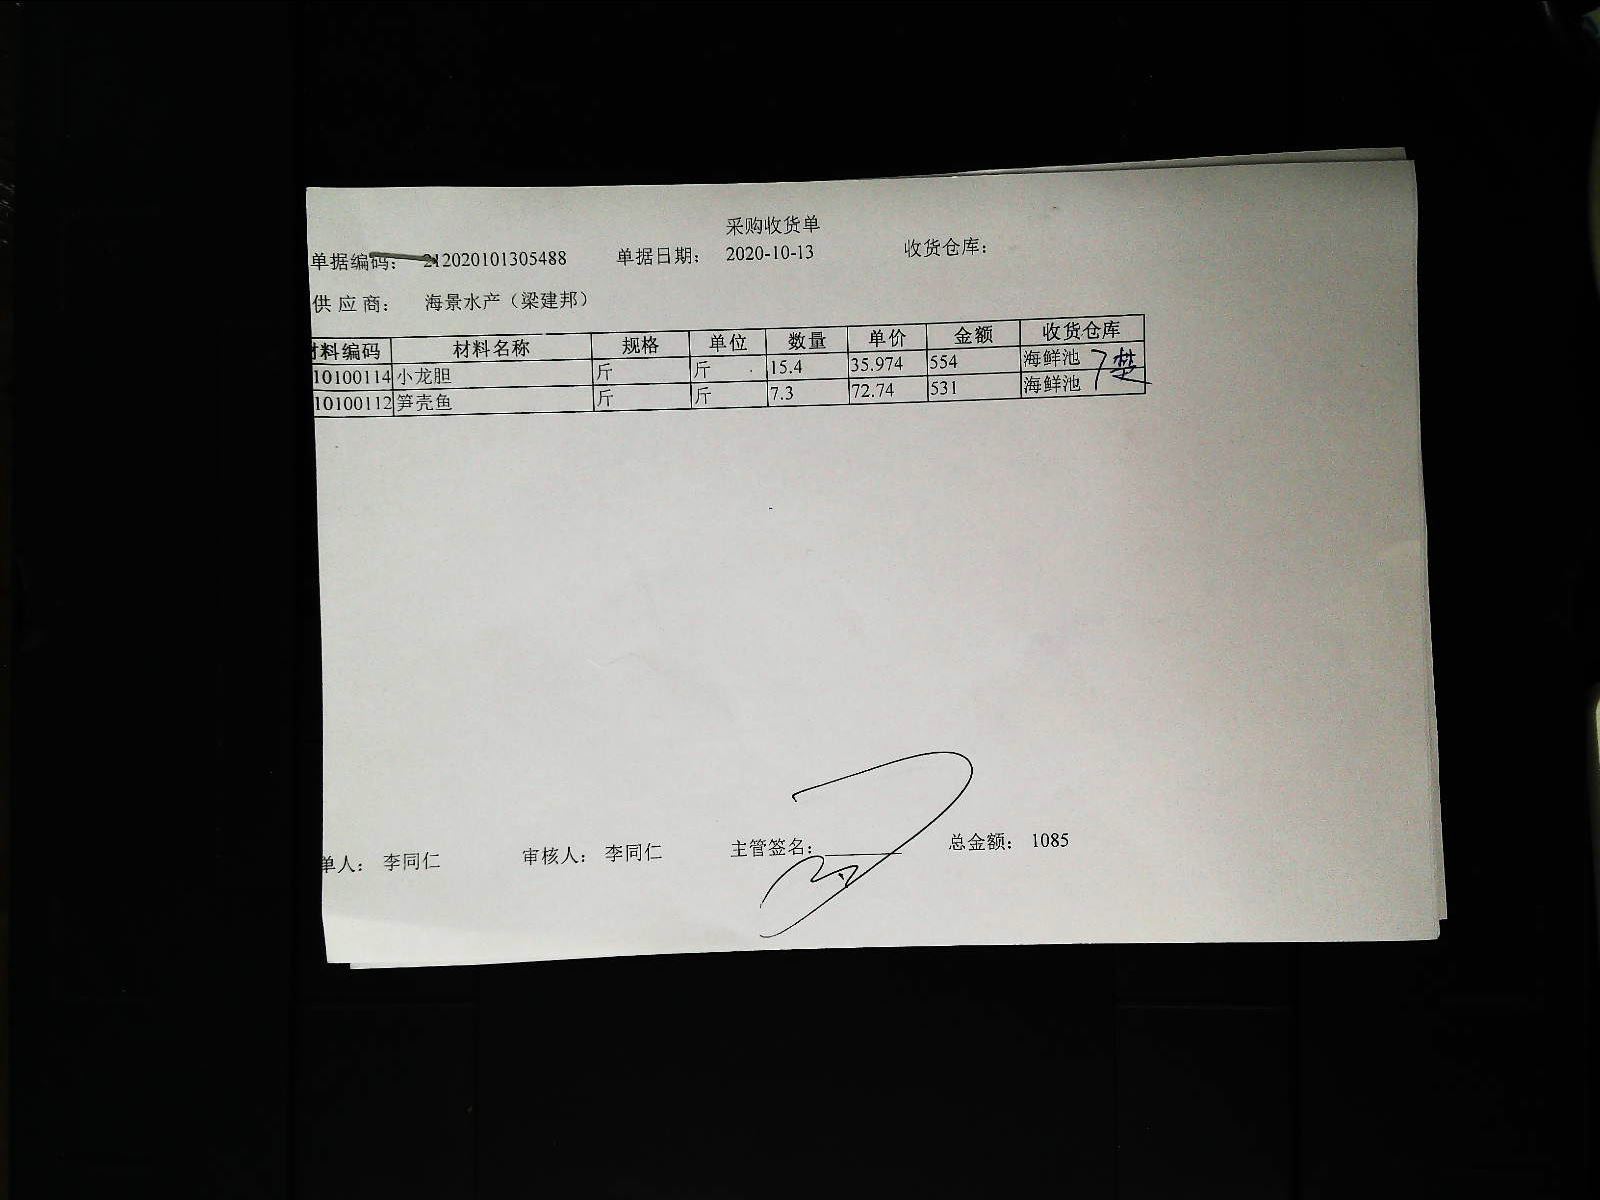 采购收货单
单据编码： 212020101305488 单据日期： 2020-10-13 收货仓库：
供 应 商： 海景水产（梁建邦）
材料编码 材料名称 规格 单位 数量 单价 金额 收货仓库
10100114 小龙胆 斤 斤 15.4 35.974 554 海鲜池
10100112 笋壳鱼 斤 斤 7.3 72.74 531 海鲜池
单人： 李同仁 审核人： 李同仁 主管签名： 总金额： 1085